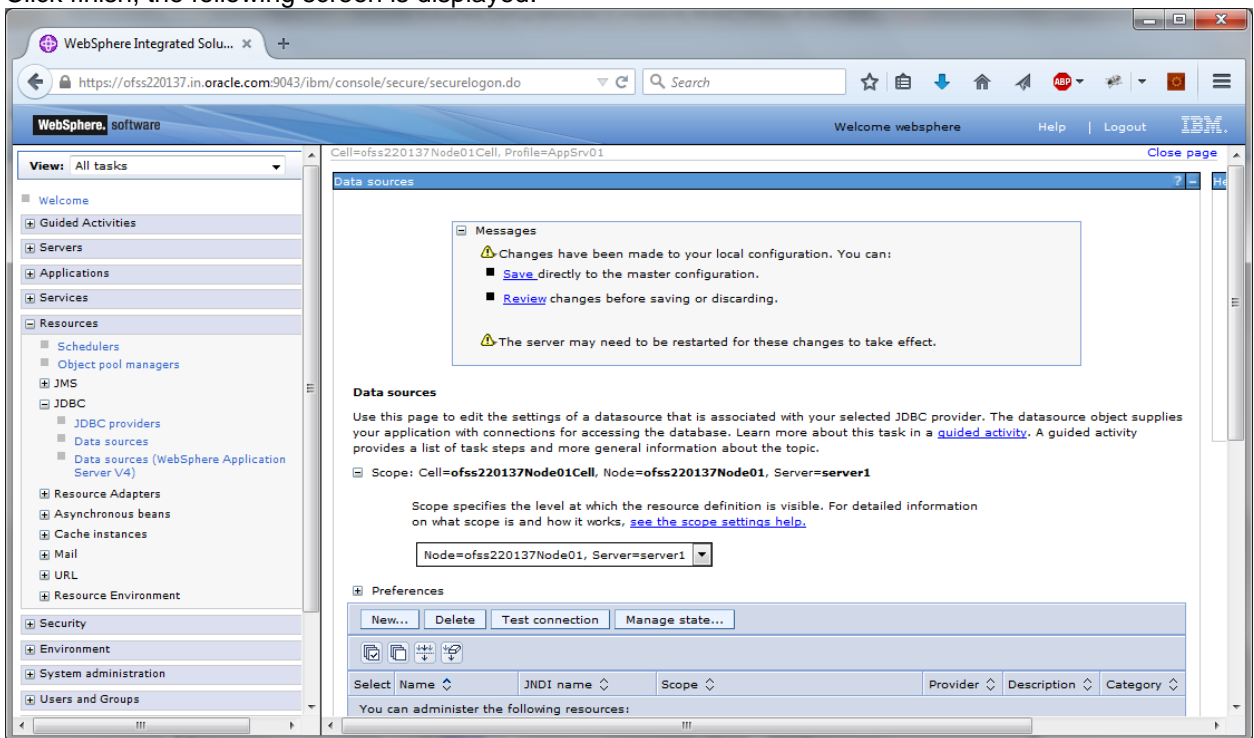 Click finish, the following screen is displayed.
WebSphere Integrated Solu... × +
https://ofss220137.in.oracle.com:9043/ibm/console/secure/securelogon.do
Search
ABP
WebSphere. software
Welcome websphere
Help | Logout
IBM.
View: All tasks
Welcome
Guided Activities
Servers
Applications
Services
Resources
Schedulers
Object pool managers
JMS
JDBC
JDBC providers
Data sources
Data sources (WebSphere Application
Server V4)
Resource Adapters
Asynchronous beans
Cache instances
Mail
URL
Resource Environment
Security
Environment
System administration
Users and Groups
Cell=ofss220137Node01Cell, Profile=AppSrv01
Close page
Data sources
? –
He
Messages
Changes have been made to your local configuration. You can:
Save directly to the master configuration.
Review changes before saving or discarding.
The server may need to be restarted for these changes to take effect.
Data sources
Use this page to edit the settings of a datasource that is associated with your selected JDBC provider. The datasource object supplies
your application with connections for accessing the database. Learn more about this task in a guided activity. A guided activity
provides a list of task steps and more general information about the topic.
Scope: Cell=ofss220137Node01Cell, Node=ofss220137Node01, Server=server1
Scope specifies the level at which the resource definition is visible. For detailed information
on what scope is and how it works, see the scope settings help.
Node=ofss220137Node01, Server=server1
Preferences
New... Delete Test connection Manage state...
Select Name JNDI name Scope Provider Description Category
You can administer the following resources: